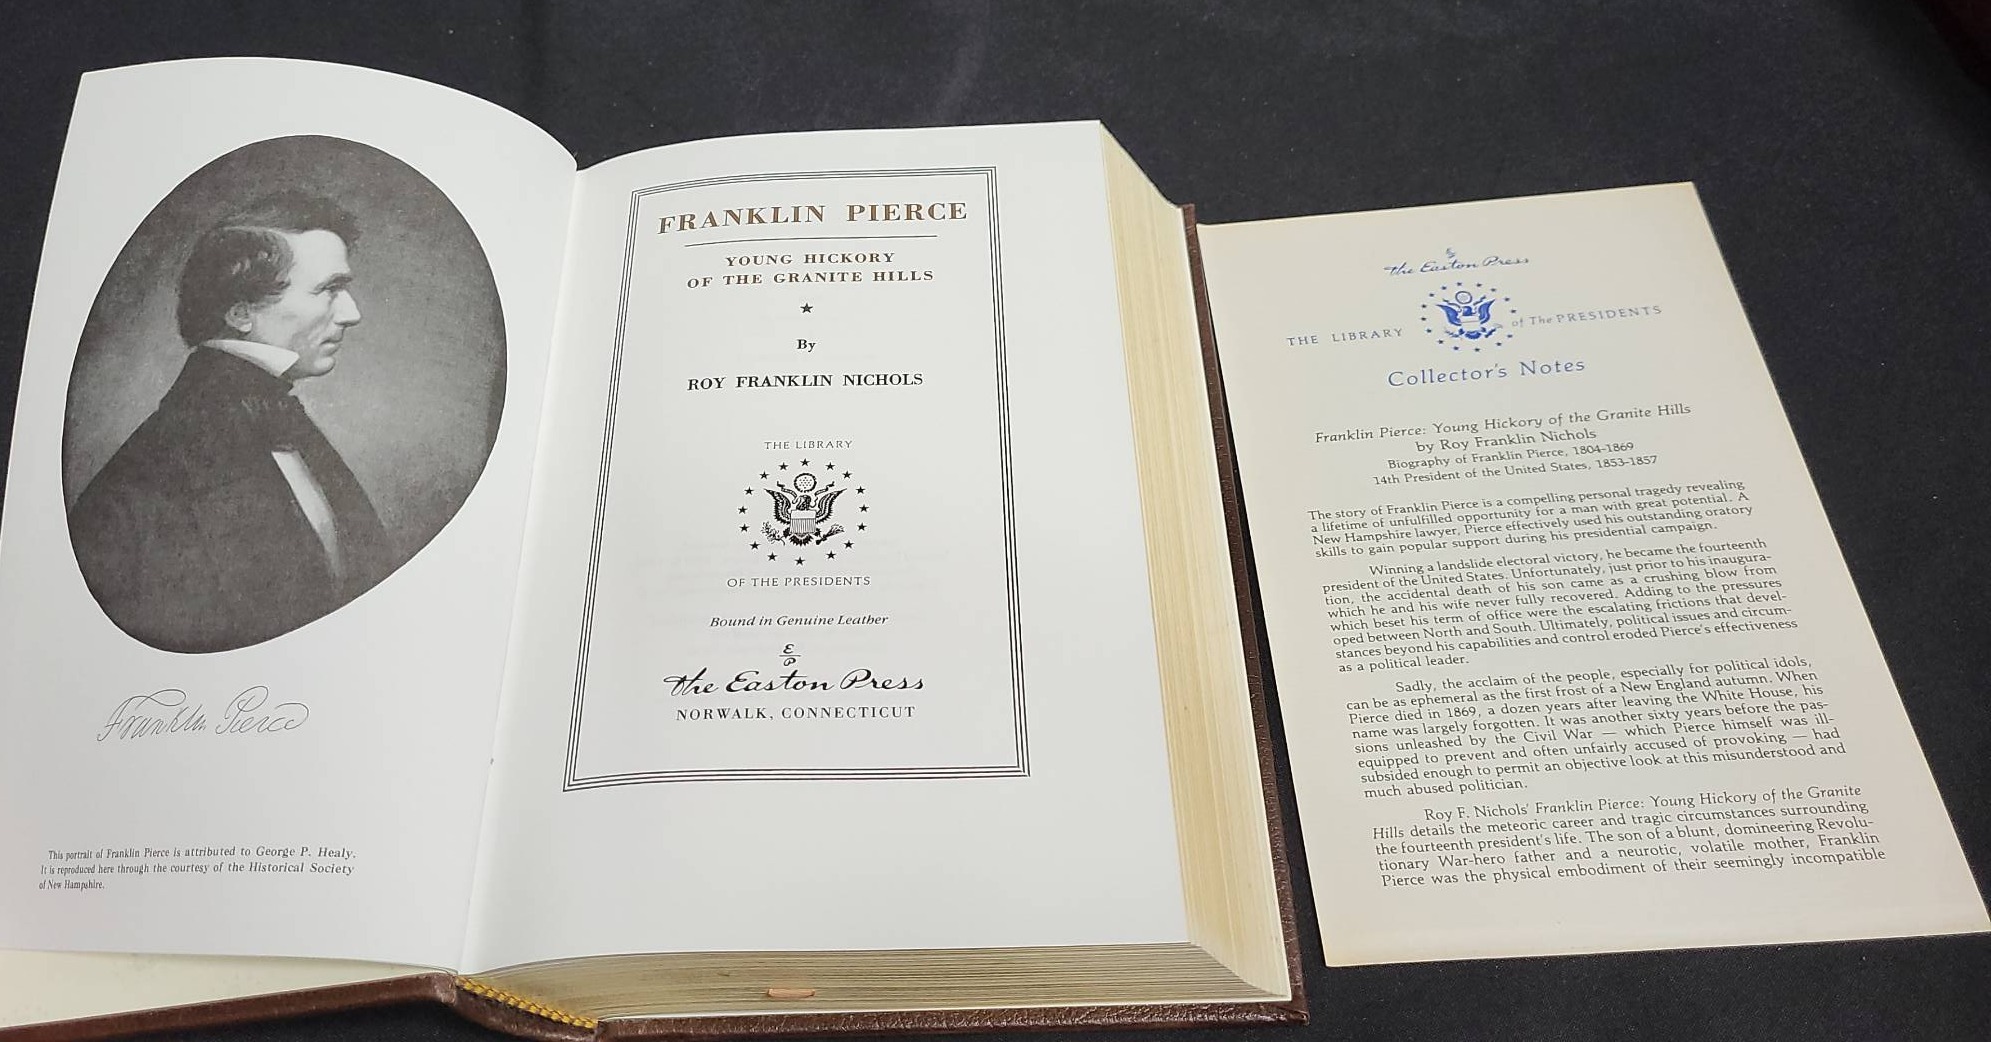 Franklin Pierce
This portrait of Franklin Pierce is attributed to George P. Healy.
It is reproduced here through the courtesy of the Historical Society
of New Hampshire.
FRANKLIN PIERCE
YOUNG HICKORY
OF THE GRANITE HILLS
By
ROY FRANKLIN NICHOLS
THE LIBRARY
OF THE PRESIDENTS
Bound in Genuine Leather
E
P
The Easton Press
NORWALK, CONNECTICUT
E
P
The Easton Press
THE LIBRARY of The PRESIDENTS
Collector's Notes
Franklin Pierce: Young Hickory of the Granite Hills
by Roy Franklin Nichols
Biography of Franklin Pierce, 1804-1869
14th President of the United States, 1853-1857
The story of Franklin Pierce is a compelling personal tragedy revealing
a lifetime of unfulfilled opportunity for a man with great potential. A
New Hampshire lawyer, Pierce effectively used his outstanding oratory
skills to gain popular support during his presidential campaign.
Winning a landslide electoral victory, he became the fourteenth
president of the United States. Unfortunately, just prior to his inaugura-
tion, the accidental death of his son came as a crushing blow from
which he and his wife never fully recovered. Adding to the pressures
which beset his term of office were the escalating frictions that devel-
oped between North and South. Ultimately, political issues and circum-
stances beyond his capabilities and control eroded Pierce's effectiveness
as a political leader.
Sadly, the acclaim of the people, especially for political idols,
can be as ephemeral as the first frost of a New England autumn. When
Pierce died in 1869, a dozen years after leaving the White House, his
name was largely forgotten. It was another sixty years before the pas-
sions unleashed by the Civil War — which Pierce himself was ill-
equipped to prevent and often unfairly accused of provoking — had
subsided enough to permit an objective look at this misunderstood and
much abused politician.
Roy F. Nichols' Franklin Pierce: Young Hickory of the Granite
Hills details the meteoric career and tragic circumstances surrounding
the fourteenth president's life. The son of a blunt, domineering Revolu-
tionary War-hero father and a neurotic, volatile mother, Franklin
Pierce was the physical embodiment of their seemingly incompatible